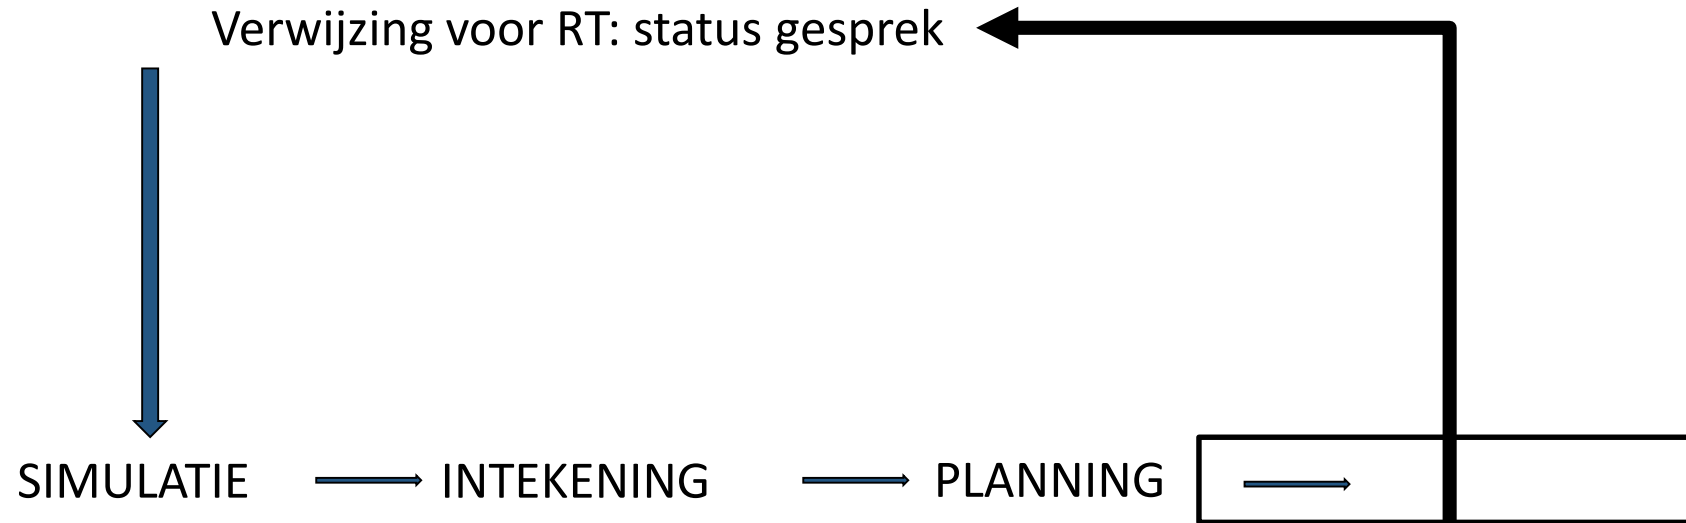 Verwijzing voor RT: status gesprek
SIMULATIE INTEKENING PLANNING